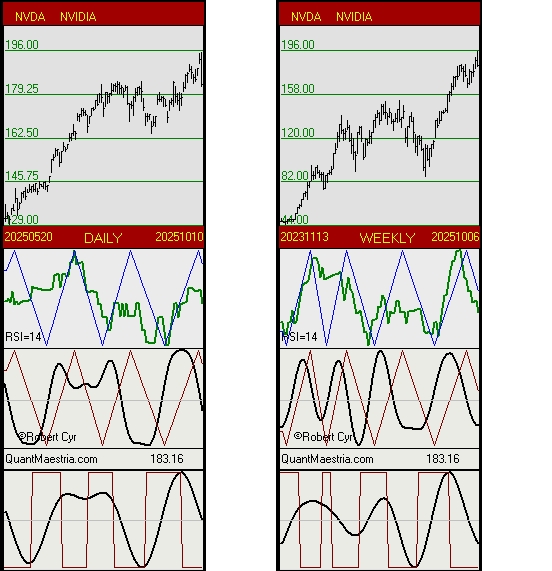 NVDA NVIDIA
196.00
179.25
162.50
145.75
129.00
20250520 DAILY 20251010
RSI=14
©Robert Cyr
QuantMaestria.com 183.16
NVDA NVIDIA
196.00
158.00
120.00
82.00
44.00
20231113 WEEKLY 20251006
RSI=14
©Robert Cyr
QuantMaestria.com 183.16